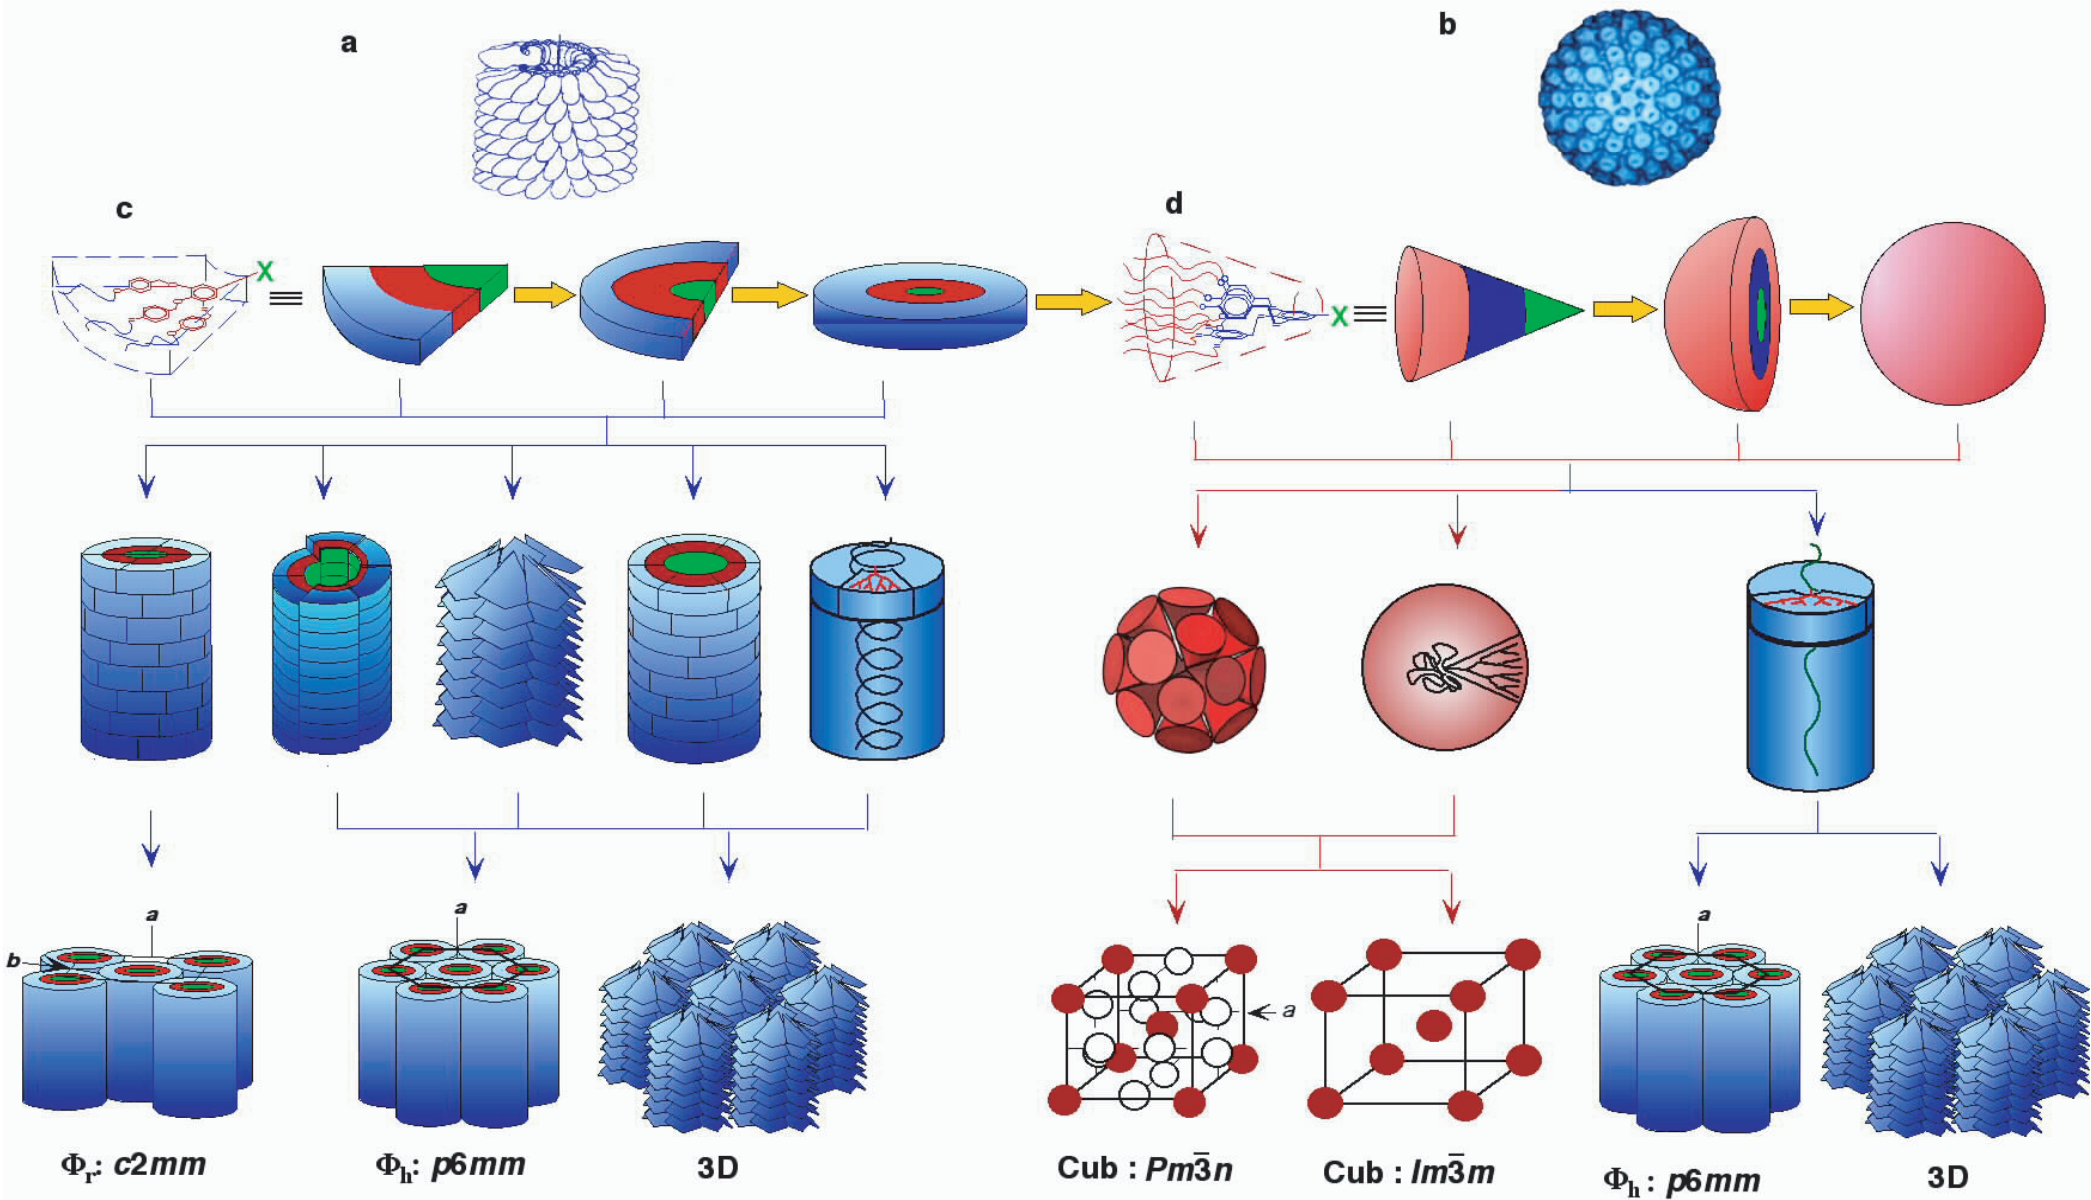 a
b
c
d
X
X
a
b
a
a
a
Φr: c2mm
Φh: p6mm
3D
Cub : Pm3̅n
Cub : Im3̅m
Φh: p6mm
3D